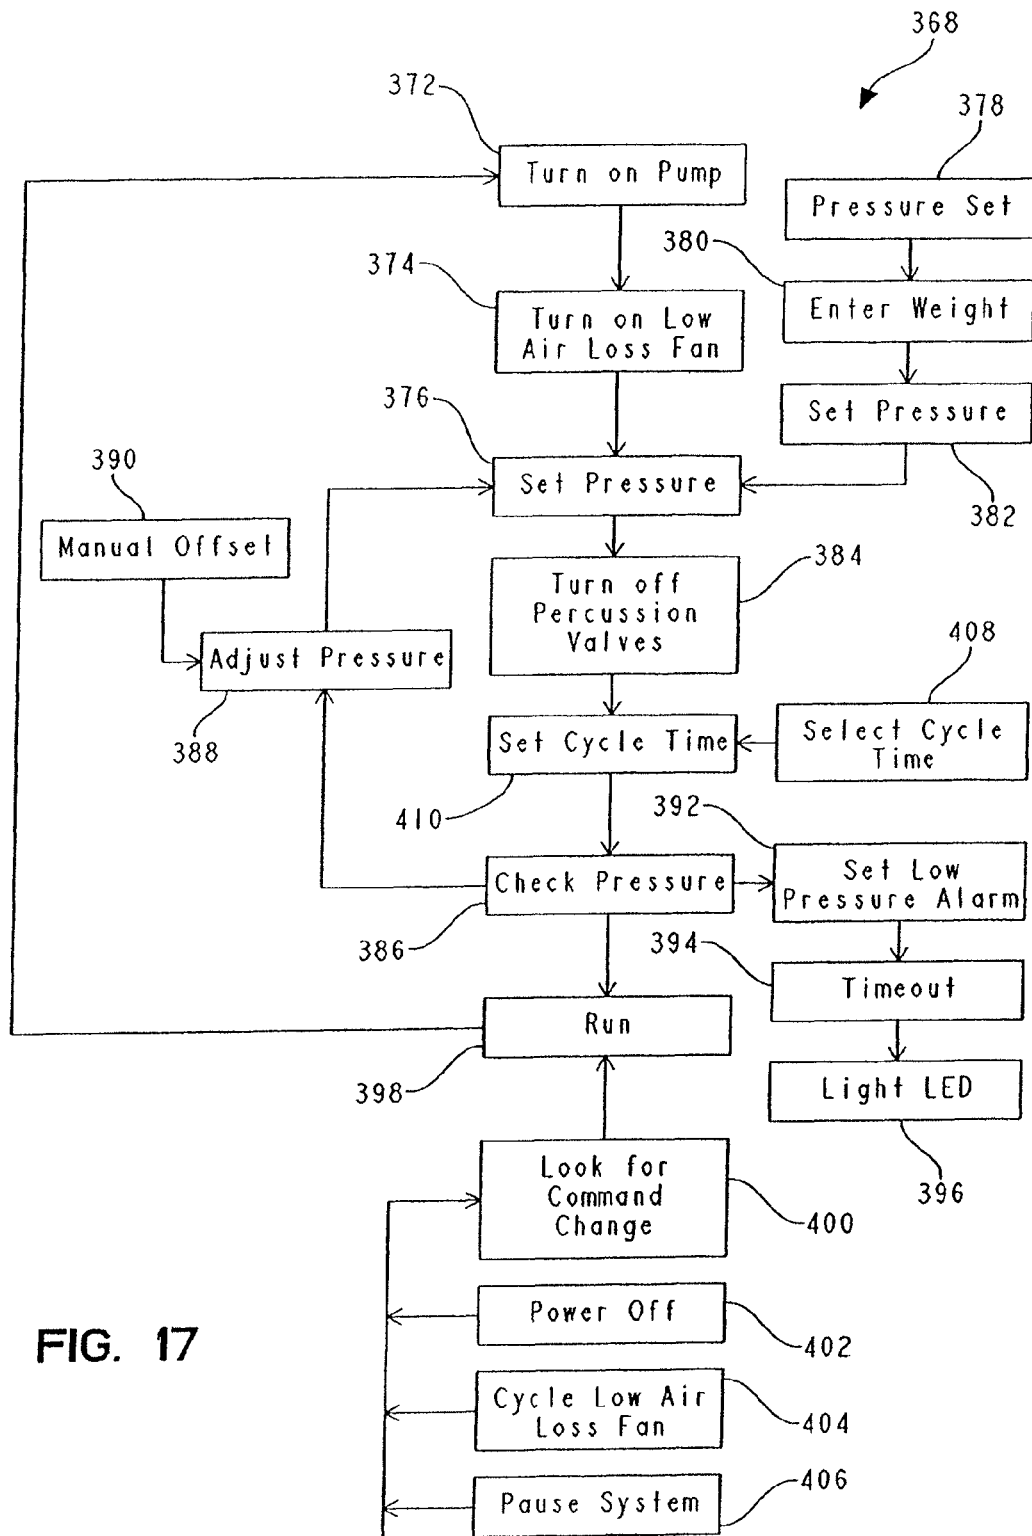 368
372
378
Turn on Pump
Pressure Set
374
380
Turn on Low
Air Loss Fan
Enter Weight
376
Set Pressure
390
Set Pressure
382
Manual Offset
384
Turn off
Percussion
Valves
Adjust Pressure
408
388
Set Cycle Time
Select Cycle
Time
410
392
Check Pressure
Set Low
Pressure Alarm
386
394
Timeout
Run
398
Light LED
396
Look for
Command
Change
400
Power Off
402
FIG. 17
Cycle Low Air
Loss Fan
404
Pause System
406